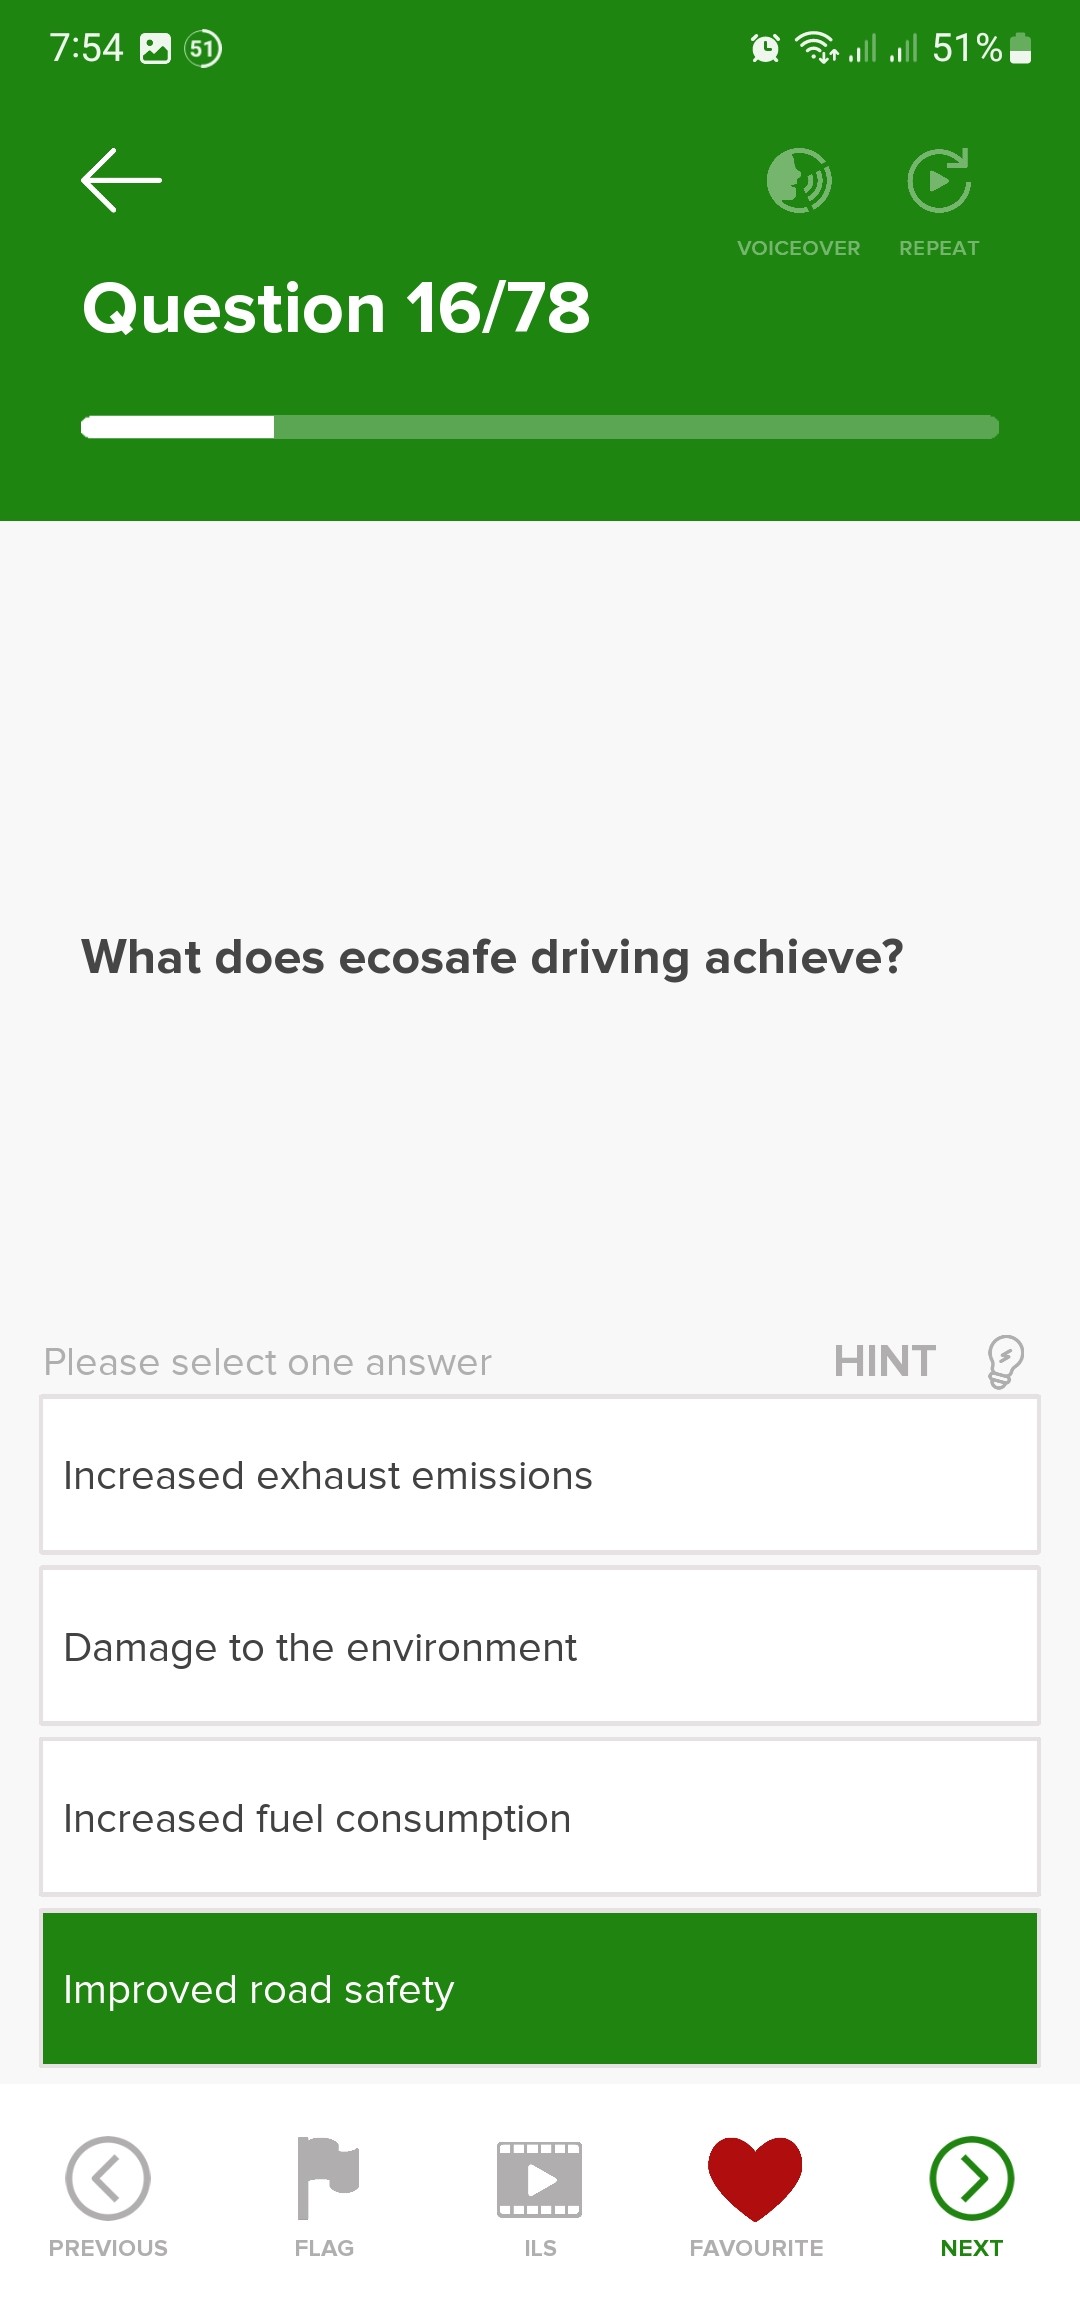 7:54 51 51%
VOICEOVER REPEAT
Question 16/78
What does ecosafe driving achieve?
Please select one answer HINT
Increased exhaust emissions
Damage to the environment
Increased fuel consumption
Improved road safety
PREVIOUS FLAG ILS FAVOURITE NEXT